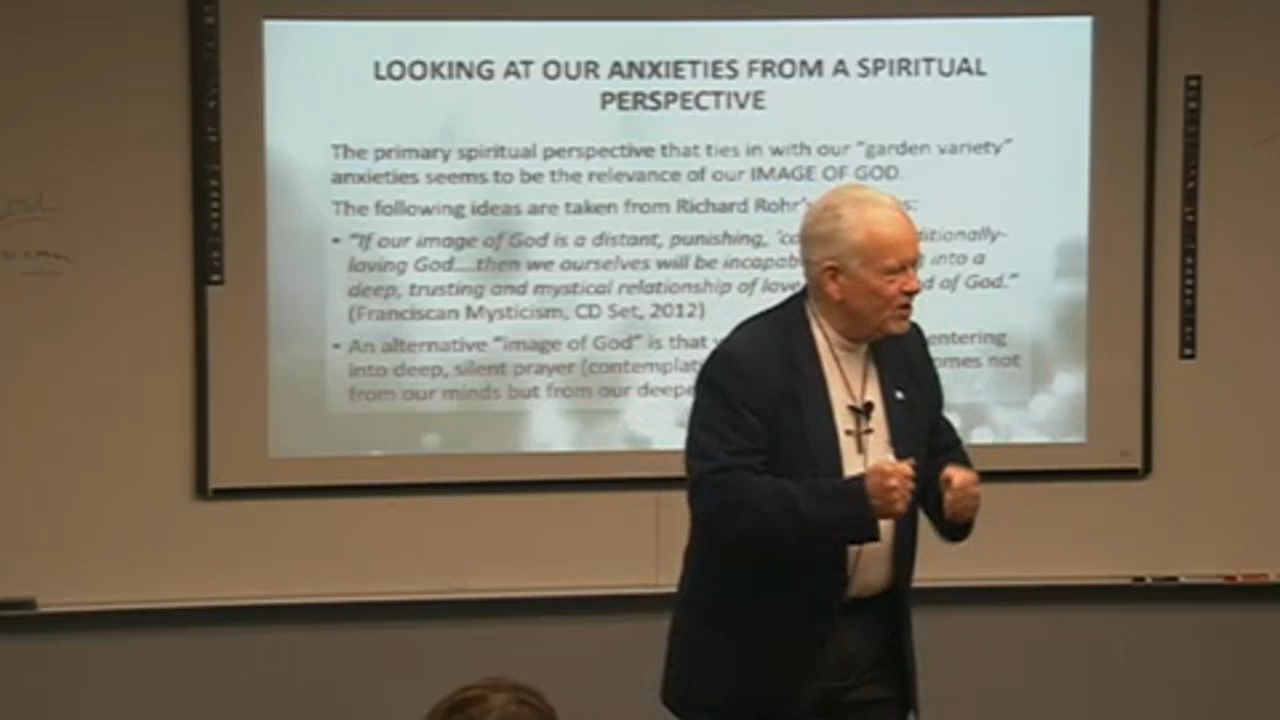 LOOKING AT OUR ANXIETIES FROM A SPIRITUAL
PERSPECTIVE
The primary spiritual perspective that ties in with our "garden variety"
anxieties seems to be the relevance of our IMAGE OF GOD.
The following ideas are taken from Richard Rohr's
• "If our image of God is a distant, punishing,
loving God....then we ourselves will be into a
deep, trusting and mystical relationship of love of God."
(Franciscan Mysticism, CD Set, 2012)
• An alternative "image of God" is that entering
into deep, silent prayer not
from our minds but from our